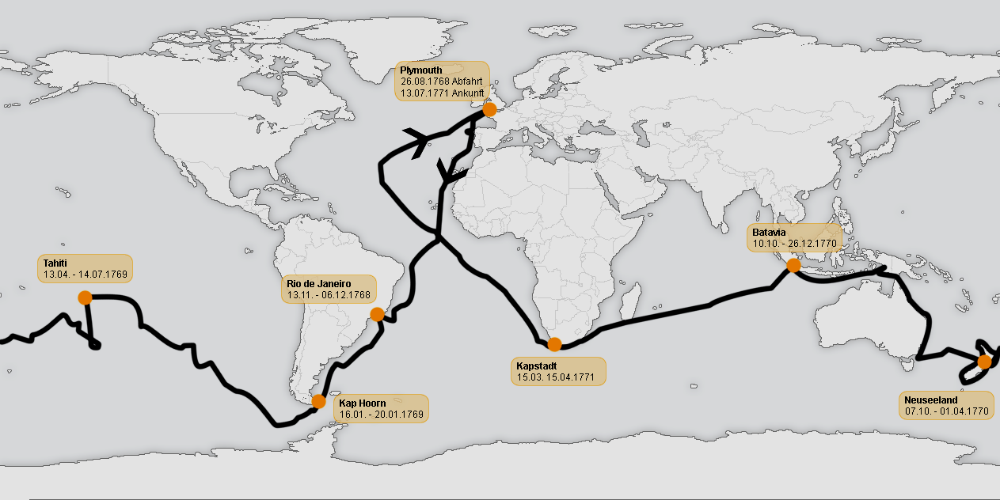 Plymouth
26.08.1768 Abfahrt
13.07.1771 Ankunft
Batavia
10.10. - 26.12.1770
Tahiti
13.04. - 14.07.1769
Rio de Janeiro
13.11. - 06.12.1768
Kapstadt
15.03. 15.04.1771
Kap Hoorn
16.01. - 20.01.1769
Neuseeland
07.10. - 01.04.1770